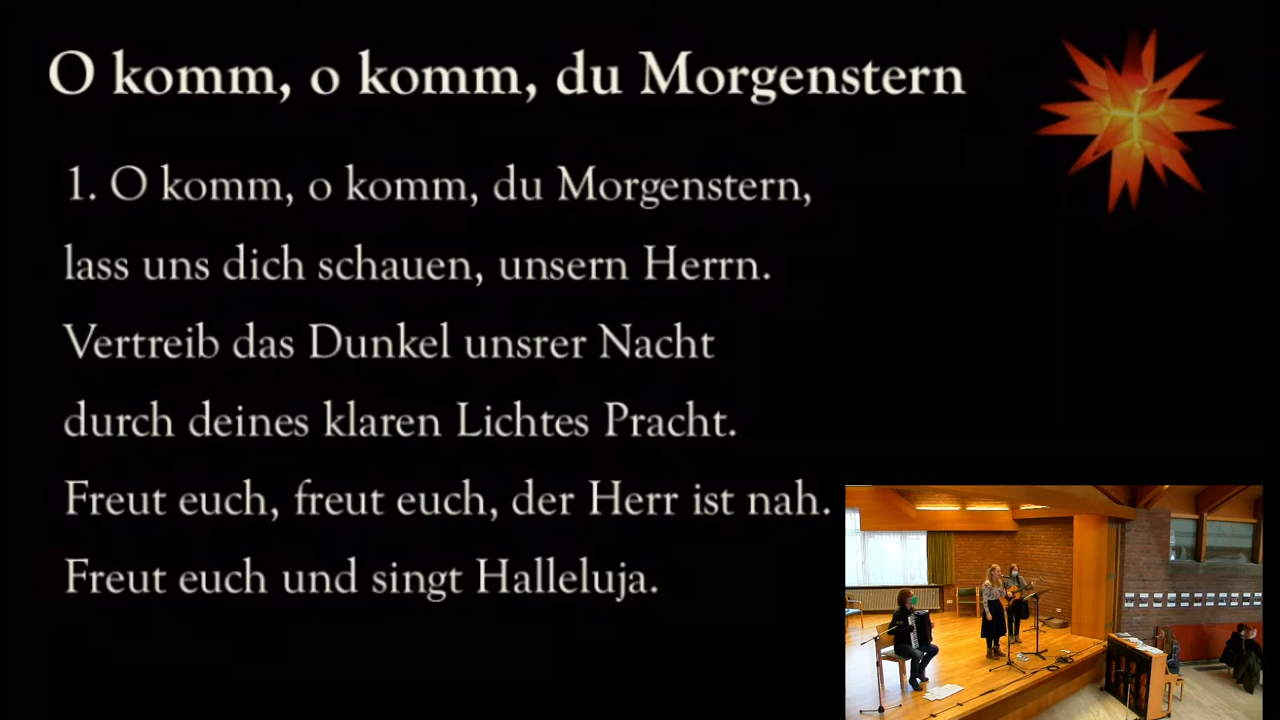 O komm, o komm, du Morgenstern
1. O komm, o komm, du Morgenstern,
lass uns dich schauen, unsern Herrn.
Vertreib das Dunkel unsrer Nacht
durch deines klaren Lichtes Pracht.
Freut euch, freut euch, der Herr ist nah.
Freut euch und singt Halleluja.